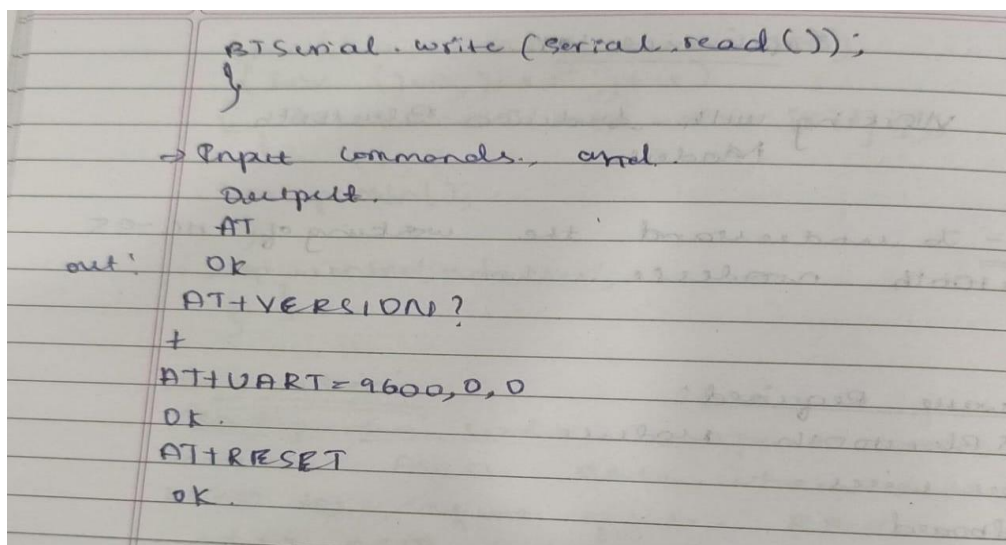 BTSerial.write(serial.read());
}
→ Input commands, and
Output.
AT
out: OK
AT+VERSION?
+
AT+UART=9600,0,0
OK.
AT+RESET
OK.